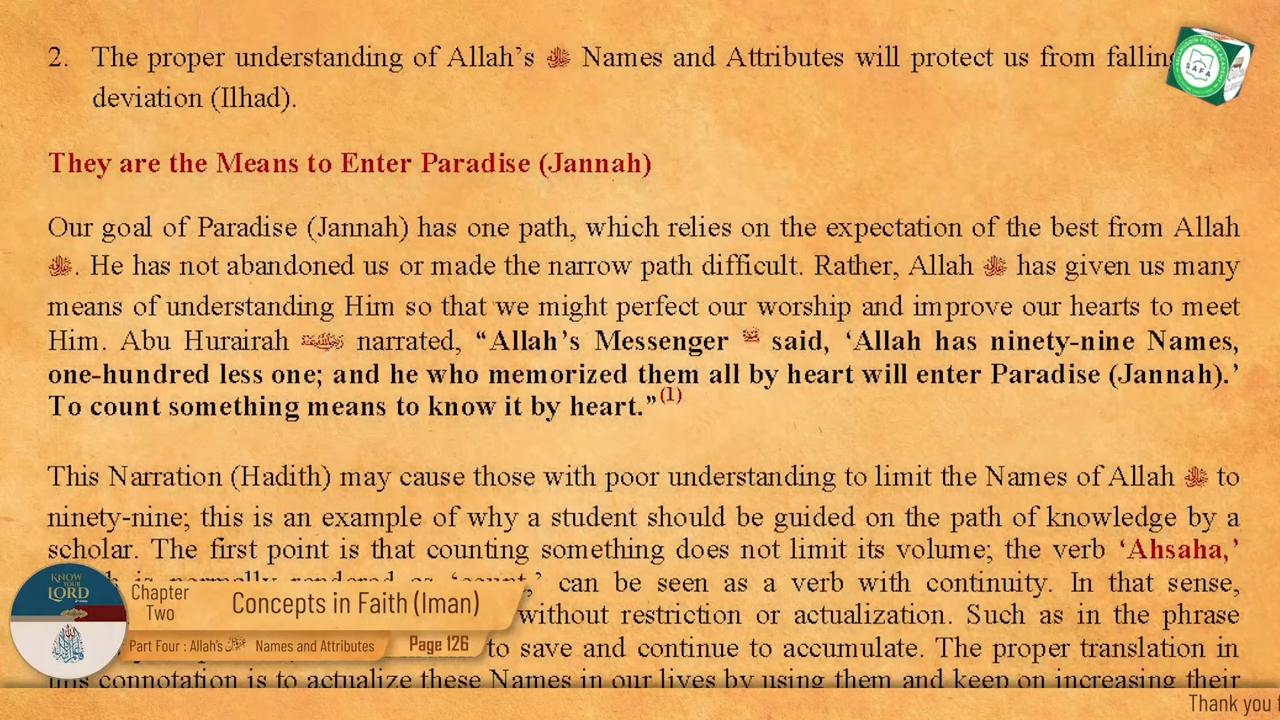 2. The proper understanding of Allah's ﷻ Names and Attributes will protect us from falling
deviation (Ilhad).
They are the Means to Enter Paradise (Jannah)
Our goal of Paradise (Jannah) has one path, which relies on the expectation of the best from Allah
ﷻ. He has not abandoned us or made the narrow path difficult. Rather, Allah ﷻ has given us many
means of understanding Him so that we might perfect our worship and improve our hearts to meet
Him. Abu Hurairah narrated, “Allah's Messenger ﷺ said, ‘Allah has ninety-nine Names,
one-hundred less one; and he who memorized them all by heart will enter Paradise (Jannah).’
To count something means to know it by heart.”(1)
This Narration (Hadith) may cause those with poor understanding to limit the Names of Allah ﷻ to
ninety-nine; this is an example of why a student should be guided on the path of knowledge by a
scholar. The first point is that counting something does not limit its volume; the verb ‘Ahsaha,’
is normally rendered as ‘count,’ can be seen as a verb with continuity. In that sense,
without restriction or actualization. Such as in the phrase
to save and continue to accumulate. The proper translation in
this connotation is to actualize these Names in our lives by using them and keep on increasing their
KNOW YOUR LORD
Chapter Two
Concepts in Faith (Iman)
Part Four : Allah's ﷻ Names and Attributes
Page 126
SAFA
Thank you